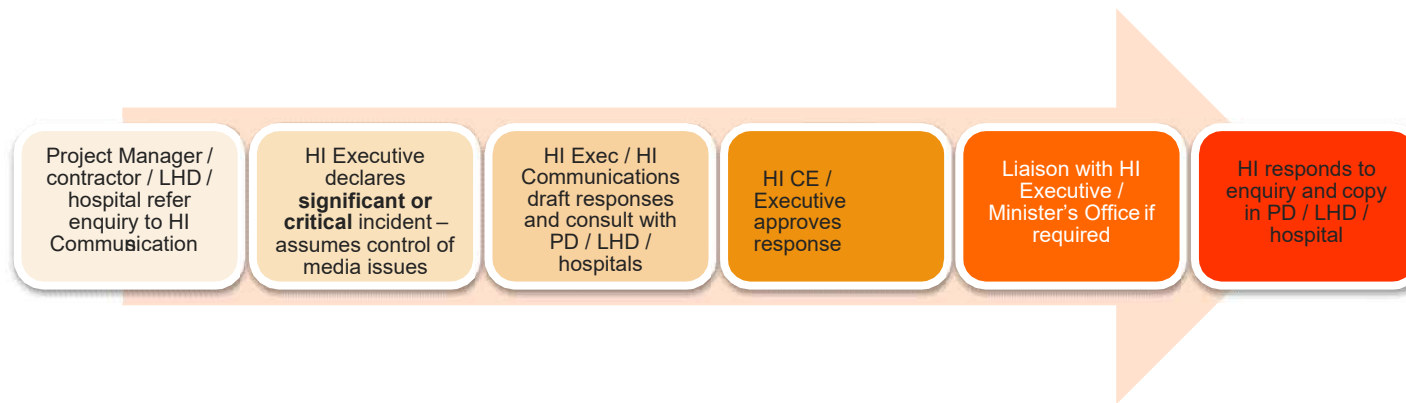 Project Manager /
contractor / LHD /
hospital refer
enquiry to HI
Communication
HI Executive
declares
significant or
critical incident –
assumes control of
media issues
HI Exec / HI
Communications
draft responses
and consult with
PD / LHD /
hospitals
HI CE /
Executive
approves
response
Liaison with HI
Executive /
Minister's Office if
required
HI responds to
enquiry and copy
in PD / LHD /
hospital